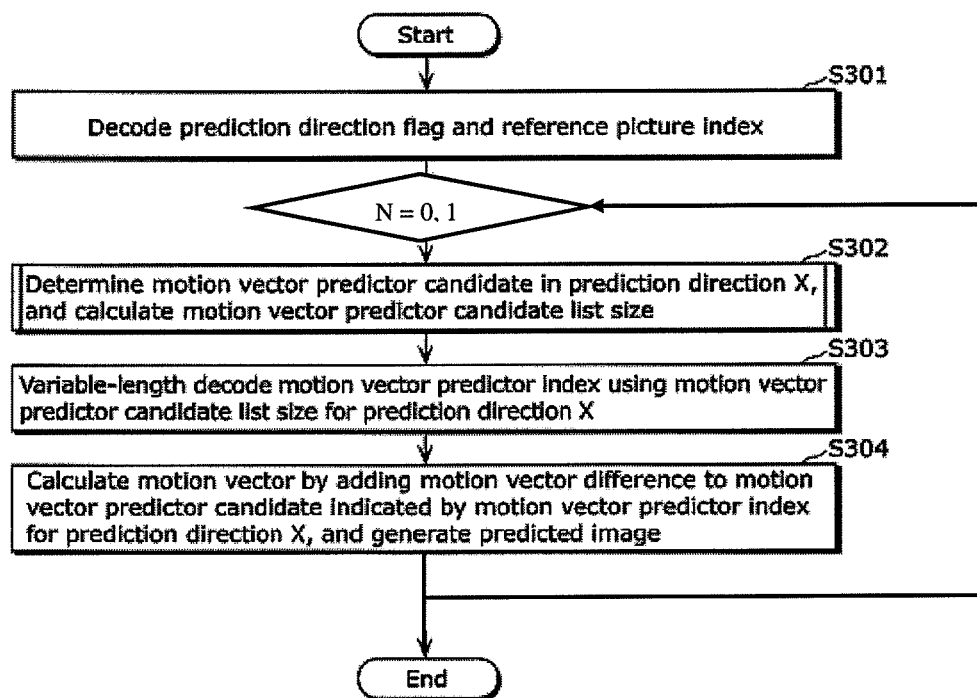 Start
S301
Decode prediction direction flag and reference picture index
N = 0, 1
S302
Determine motion vector predictor candidate in prediction direction X,
and calculate motion vector predictor candidate list size
S303
Variable-length decode motion vector predictor index using motion vector
predictor candidate list size for prediction direction X
S304
Calculate motion vector by adding motion vector difference to motion
vector predictor candidate indicated by motion vector predictor index
for prediction direction X, and generate predicted image
End